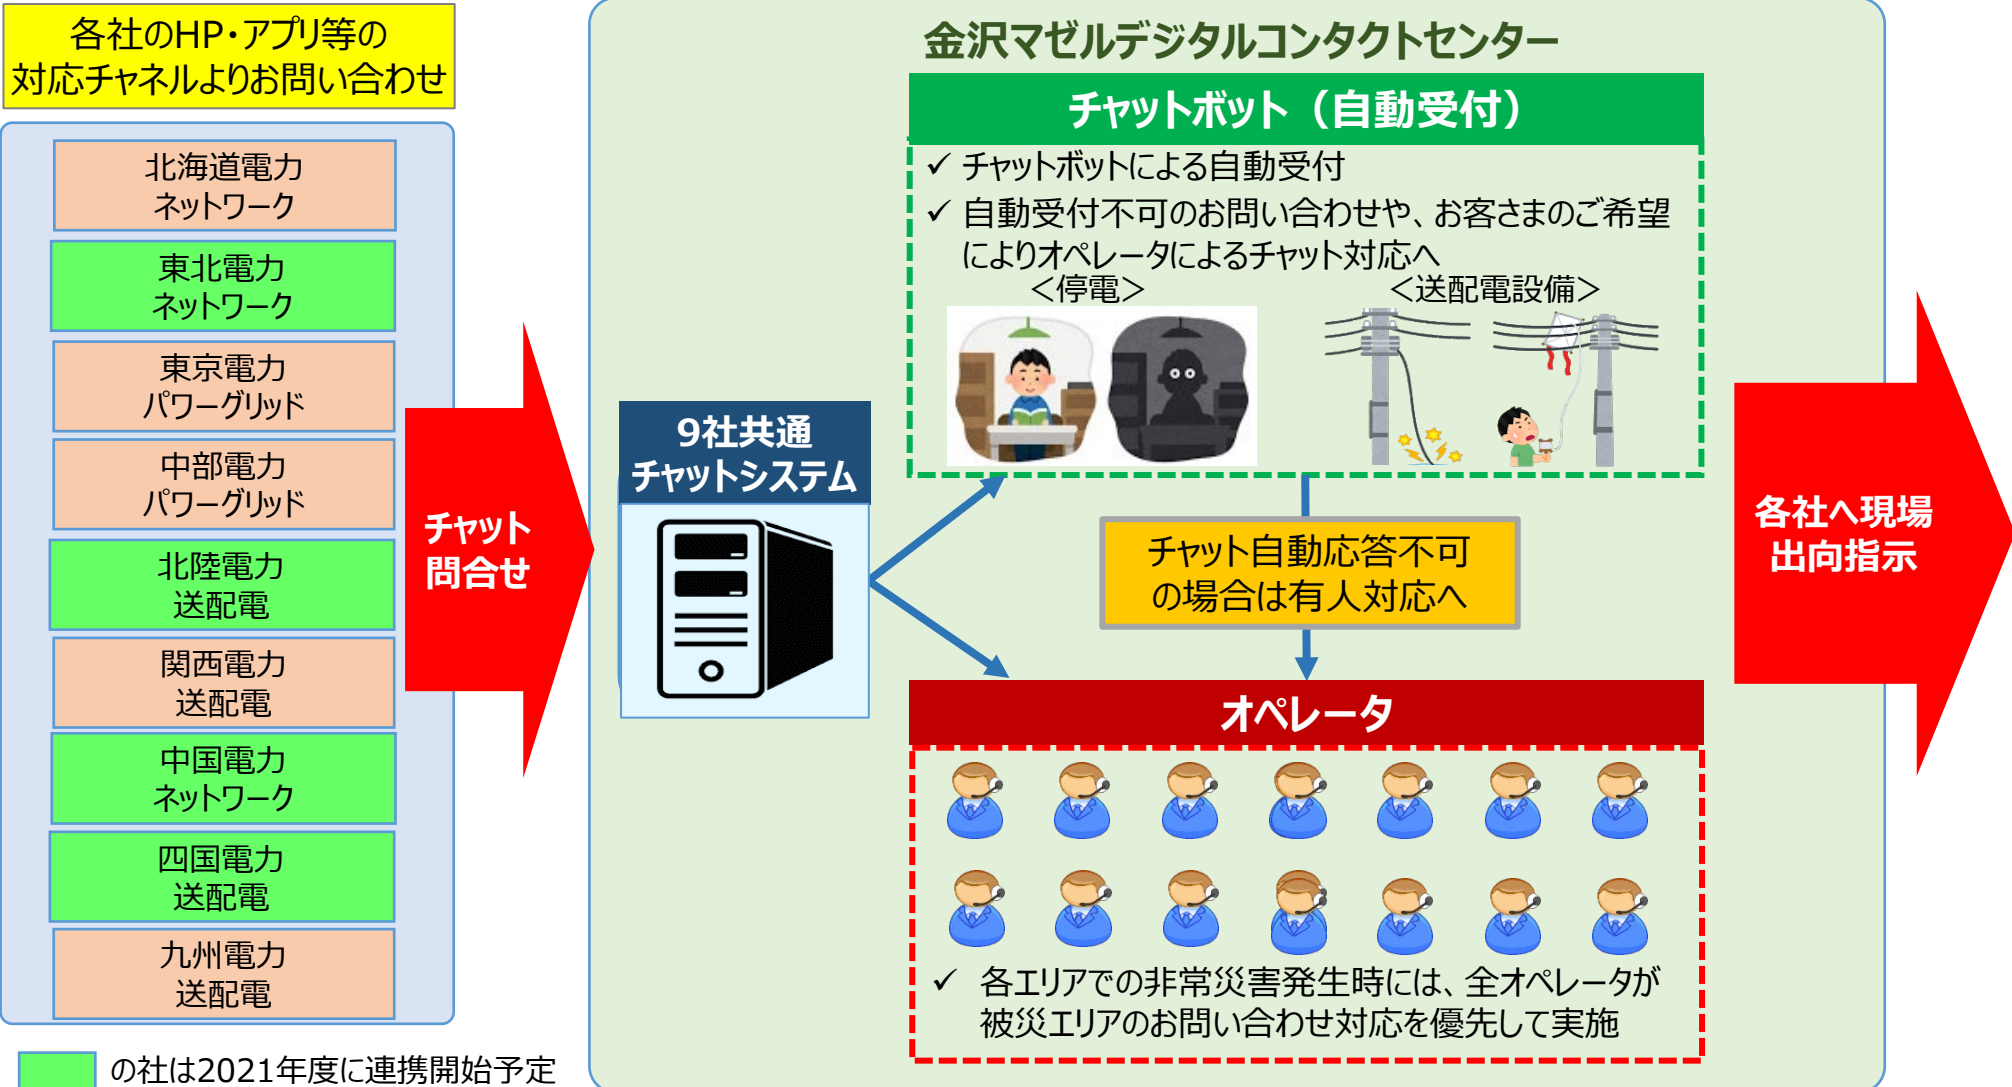 各社のHP・アプリ等の
対応チャネルよりお問い合わせ
北海道電力
ネットワーク
東北電力
ネットワーク
東京電力
パワーグリッド
中部電力
パワーグリッド
北陸電力
送配電
関西電力
送配電
中国電力
ネットワーク
四国電力
送配電
九州電力
送配電
の社は2021年度に連携開始予定
チャット
問合せ
金沢マゼルデジタルコンタクトセンター
9社共通
チャットシステム
チャットボット（自動受付）
✓ チャットボットによる自動受付
✓ 自動受付不可のお問い合わせや、お客さまのご希望
によりオペレータによるチャット対応へ
＜停電＞
＜送配電設備＞
チャット自動応答不可
の場合は有人対応へ
オペレータ
✓ 各エリアでの非常災害発生時には、全オペレータが
被災エリアのお問い合わせ対応を優先して実施
各社へ現場
出向指示